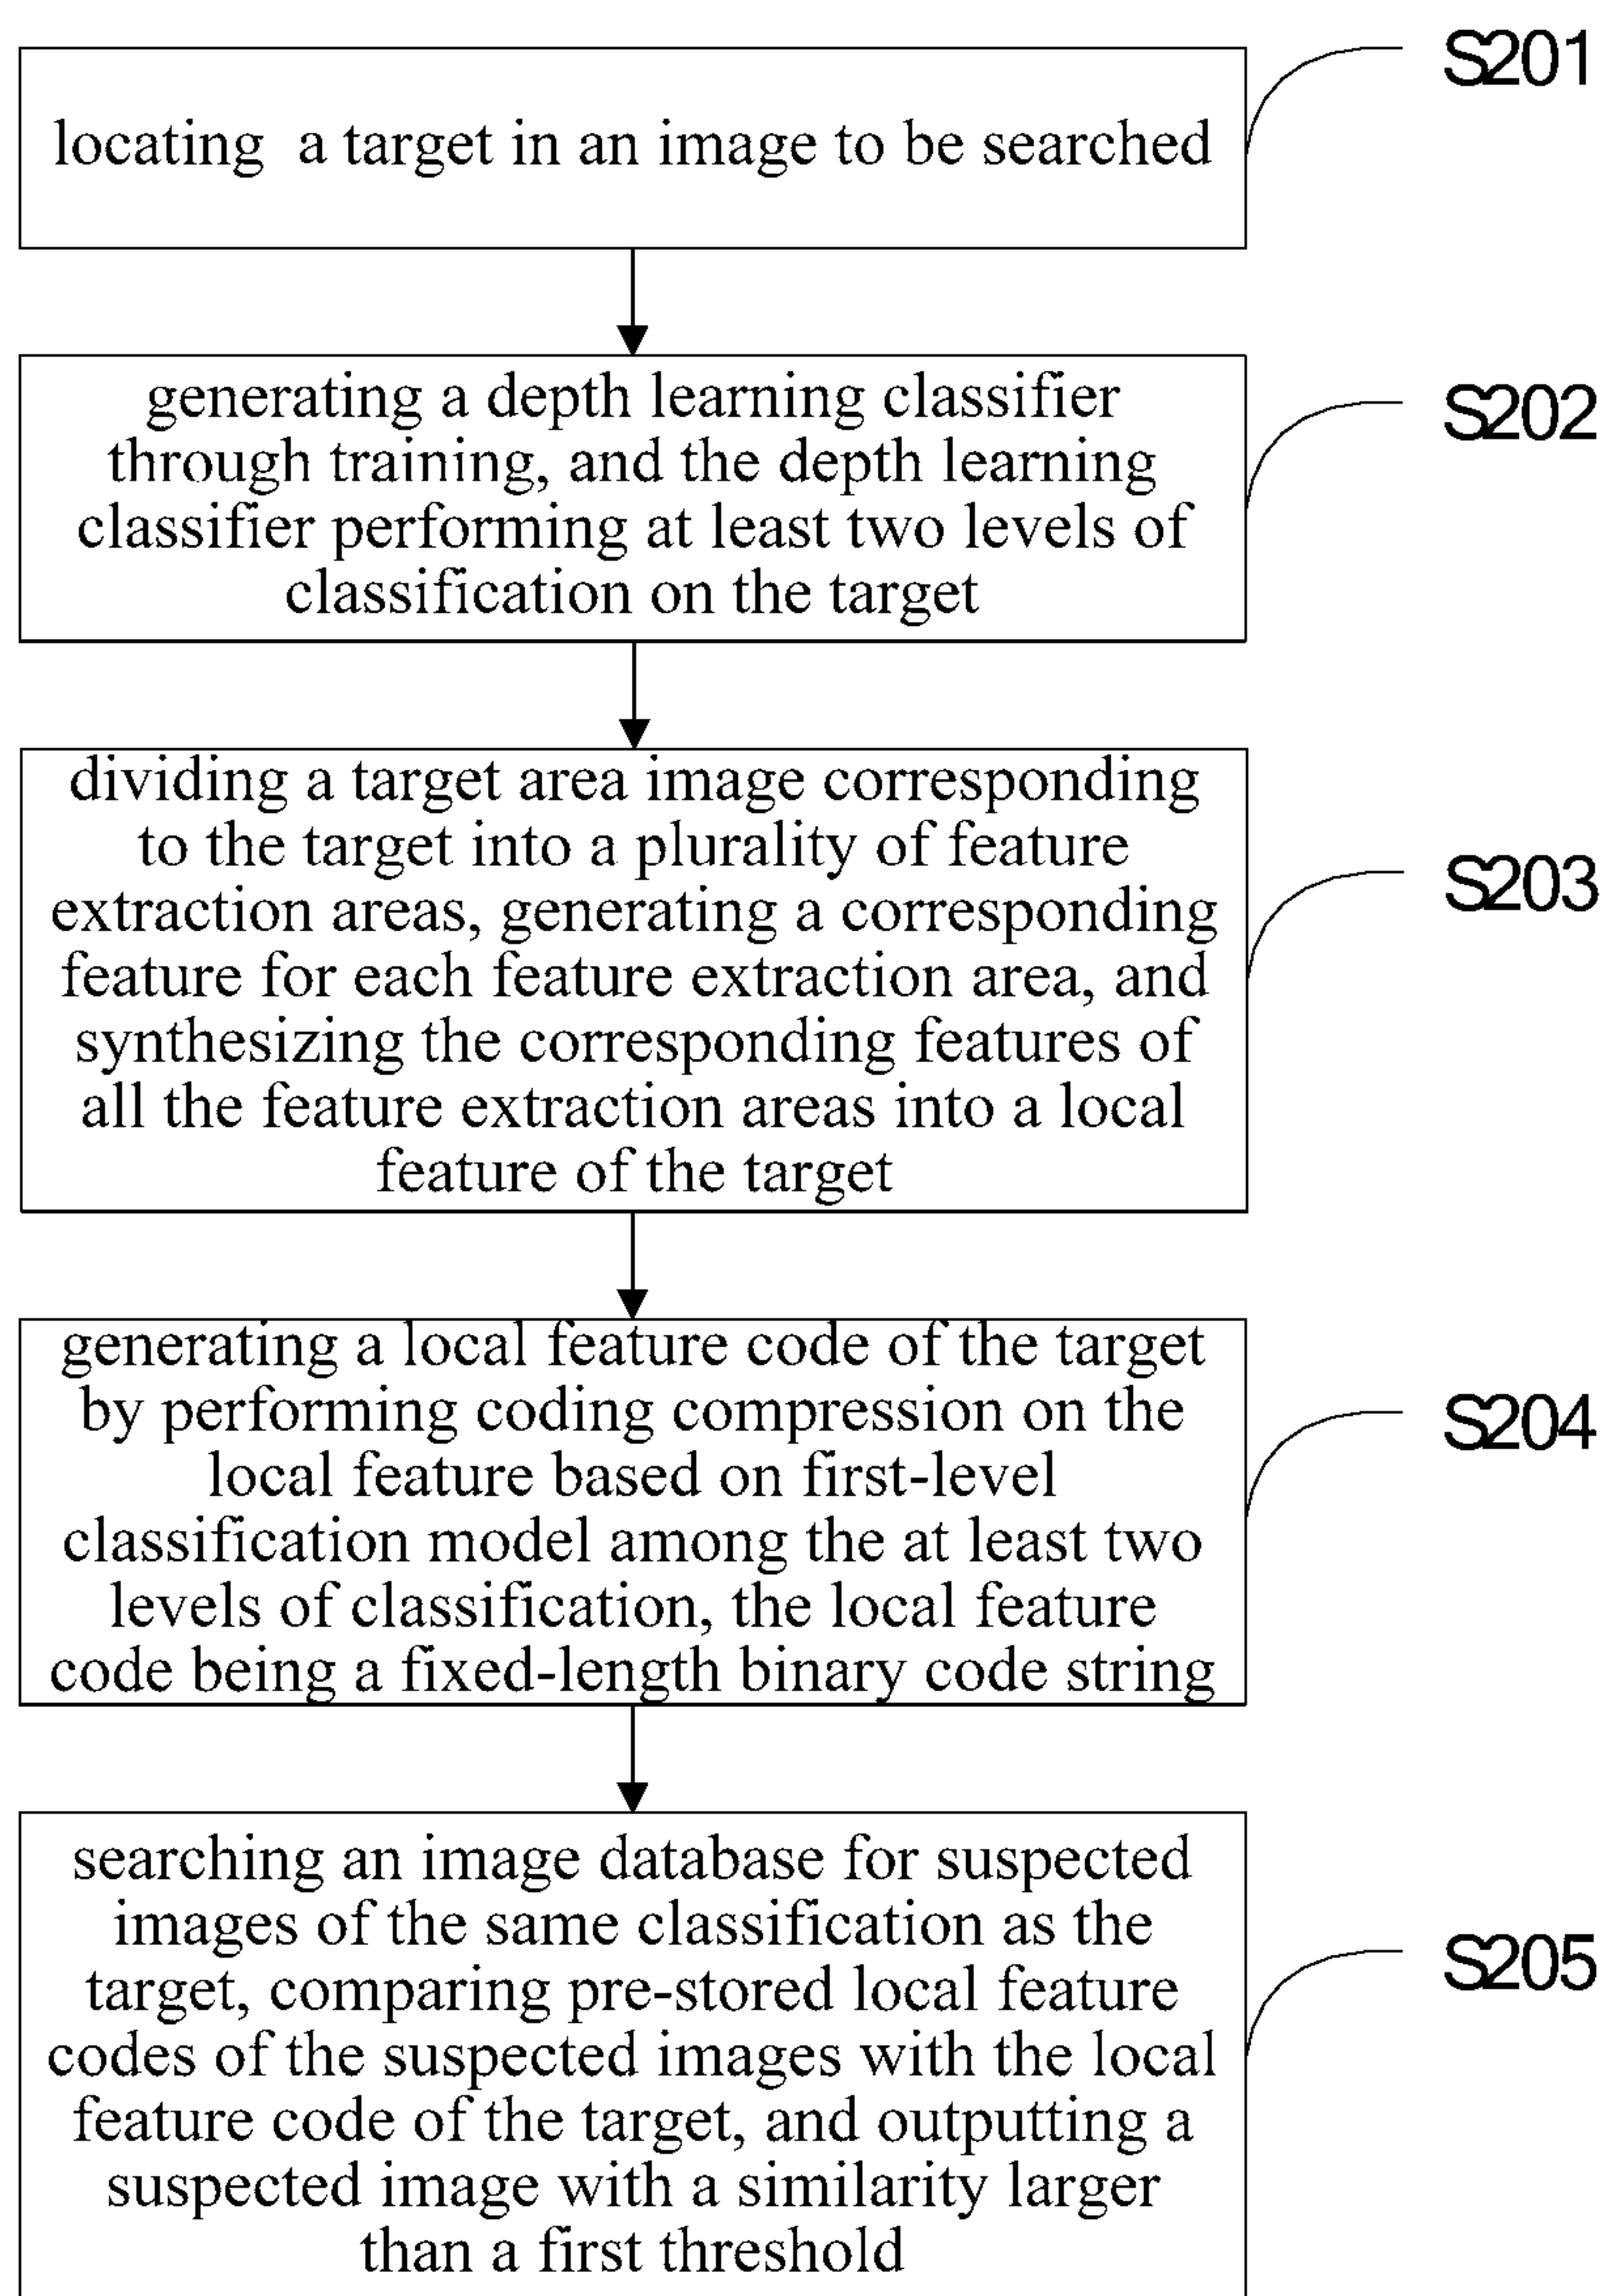 S201
locating a target in an image to be searched
S202
generating a depth learning classifier
through training, and the depth learning
classifier performing at least two levels of
classification on the target
S203
dividing a target area image corresponding
to the target into a plurality of feature
extraction areas, generating a corresponding
feature for each feature extraction area, and
synthesizing the corresponding features of
all the feature extraction areas into a local
feature of the target
S204
generating a local feature code of the target
by performing coding compression on the
local feature based on first-level
classification model among the at least two
levels of classification, the local feature
code being a fixed-length binary code string
S205
searching an image database for suspected
images of the same classification as the
target, comparing pre-stored local feature
codes of the suspected images with the local
feature code of the target, and outputting a
suspected image with a similarity larger
than a first threshold